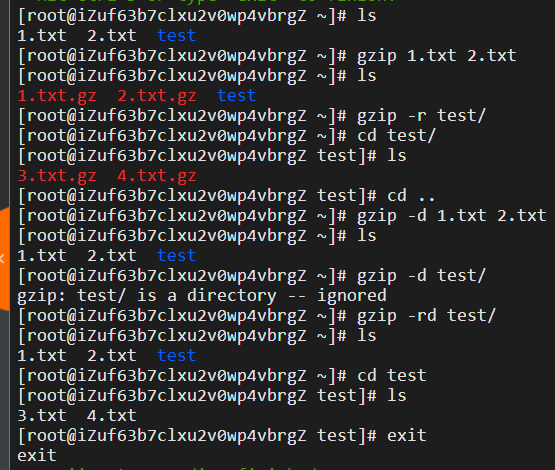 [root@iZuf63b7clxu2v0wp4vbrgZ ~]# ls
1.txt  2.txt  test
[root@iZuf63b7clxu2v0wp4vbrgZ ~]# gzip 1.txt 2.txt
[root@iZuf63b7clxu2v0wp4vbrgZ ~]# ls
1.txt.gz  2.txt.gz  test
[root@iZuf63b7clxu2v0wp4vbrgZ ~]# gzip -r test/
[root@iZuf63b7clxu2v0wp4vbrgZ ~]# cd test/
[root@iZuf63b7clxu2v0wp4vbrgZ test]# ls
3.txt.gz  4.txt.gz
[root@iZuf63b7clxu2v0wp4vbrgZ test]# cd ..
[root@iZuf63b7clxu2v0wp4vbrgZ ~]# gzip -d 1.txt 2.txt
[root@iZuf63b7clxu2v0wp4vbrgZ ~]# ls
1.txt  2.txt  test
[root@iZuf63b7clxu2v0wp4vbrgZ ~]# gzip -d test/
gzip: test/ is a directory -- ignored
[root@iZuf63b7clxu2v0wp4vbrgZ ~]# gzip -rd test/
[root@iZuf63b7clxu2v0wp4vbrgZ ~]# ls
1.txt  2.txt  test
[root@iZuf63b7clxu2v0wp4vbrgZ ~]# cd test
[root@iZuf63b7clxu2v0wp4vbrgZ test]# ls
3.txt  4.txt
[root@iZuf63b7clxu2v0wp4vbrgZ test]# exit
exit